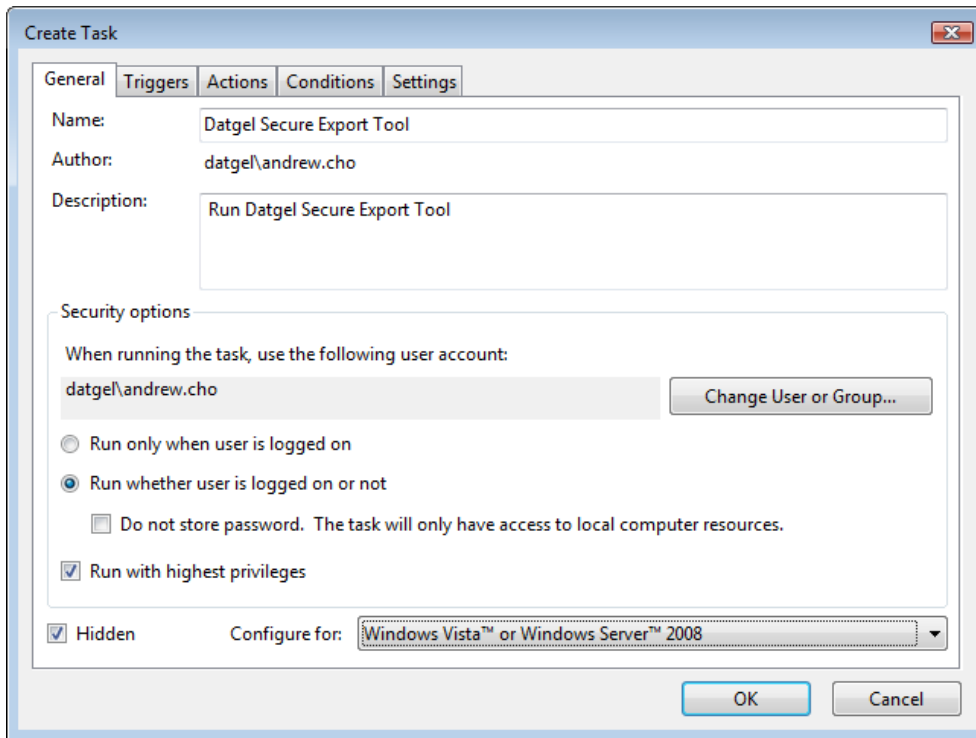 Create Task
General Triggers Actions Conditions Settings
Name: Datgel Secure Export Tool
Author: datgel\andrew.cho
Description: Run Datgel Secure Export Tool
Security options
When running the task, use the following user account:
datgel\andrew.cho Change User or Group...
Run only when user is logged on
Run whether user is logged on or not
Do not store password. The task will only have access to local computer resources.
Run with highest privileges
Hidden Configure for: Windows Vista™ or Windows Server™ 2008
OK Cancel